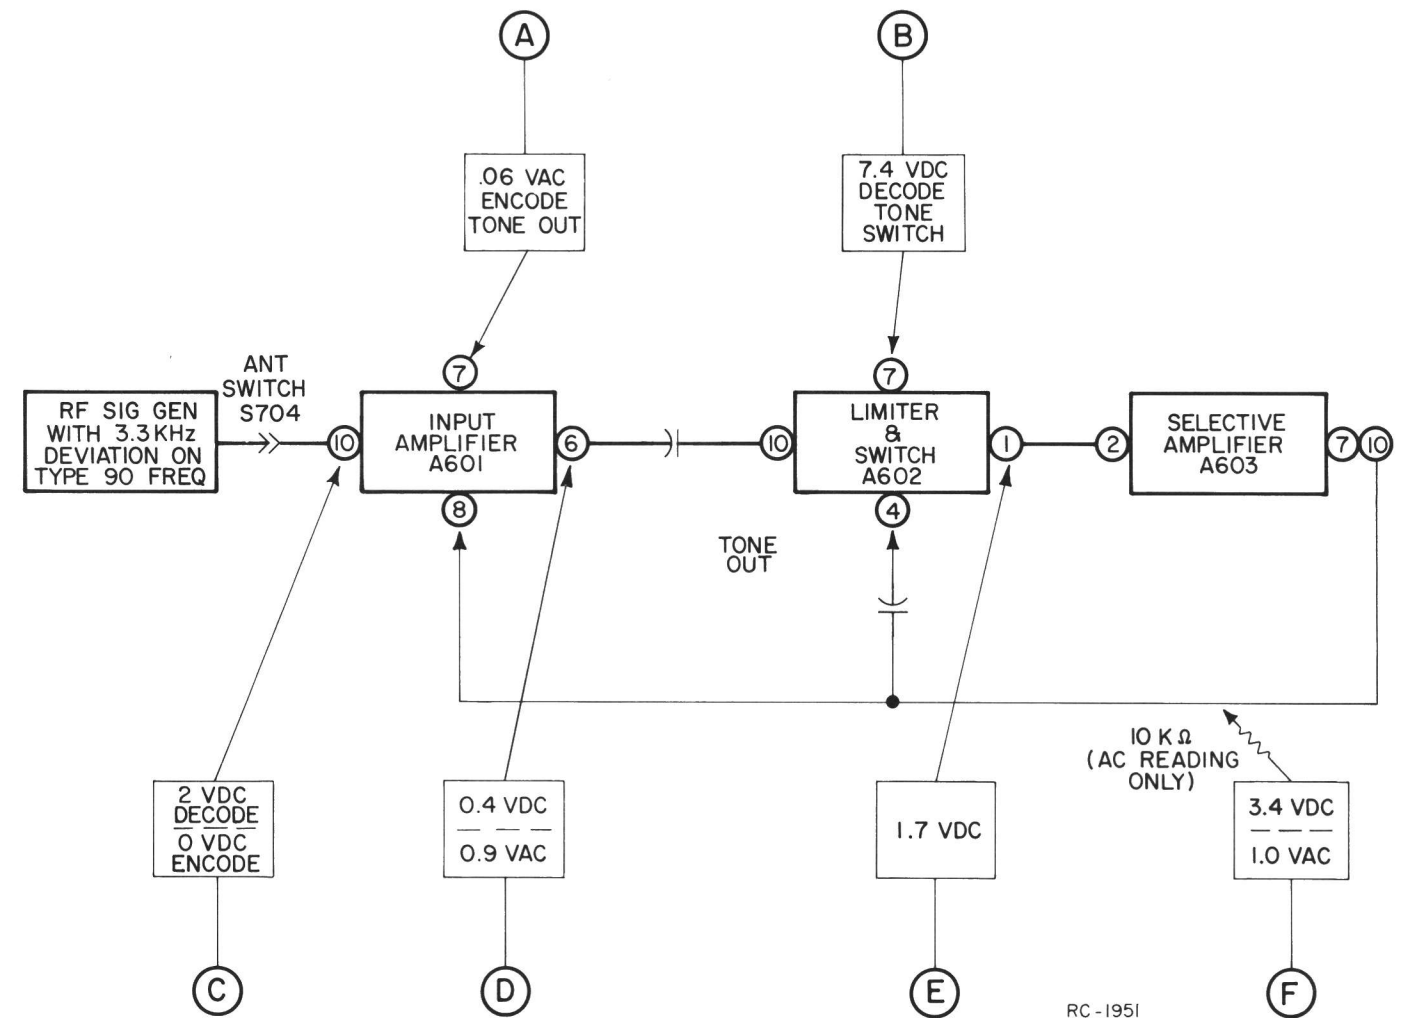 A
B
.06 VAC
ENCODE
TONE OUT
7.4 VDC
DECODE
TONE
SWITCH
ANT
SWITCH
S704
7
7
RF SIG GEN
WITH 3.3KHz
DEVIATION ON
TYPE 90 FREQ
10
INPUT
AMPLIFIER
A601
6
10
LIMITER
&
SWITCH
A602
1
2
SELECTIVE
AMPLIFIER
A603
7
10
8
4
TONE
OUT
10 K Ω
(AC READING
ONLY)
2 VDC
DECODE
0 VDC
ENCODE
0.4 VDC
0.9 VAC
1.7 VDC
3.4 VDC
1.0 VAC
C
D
E
F
RC-1951